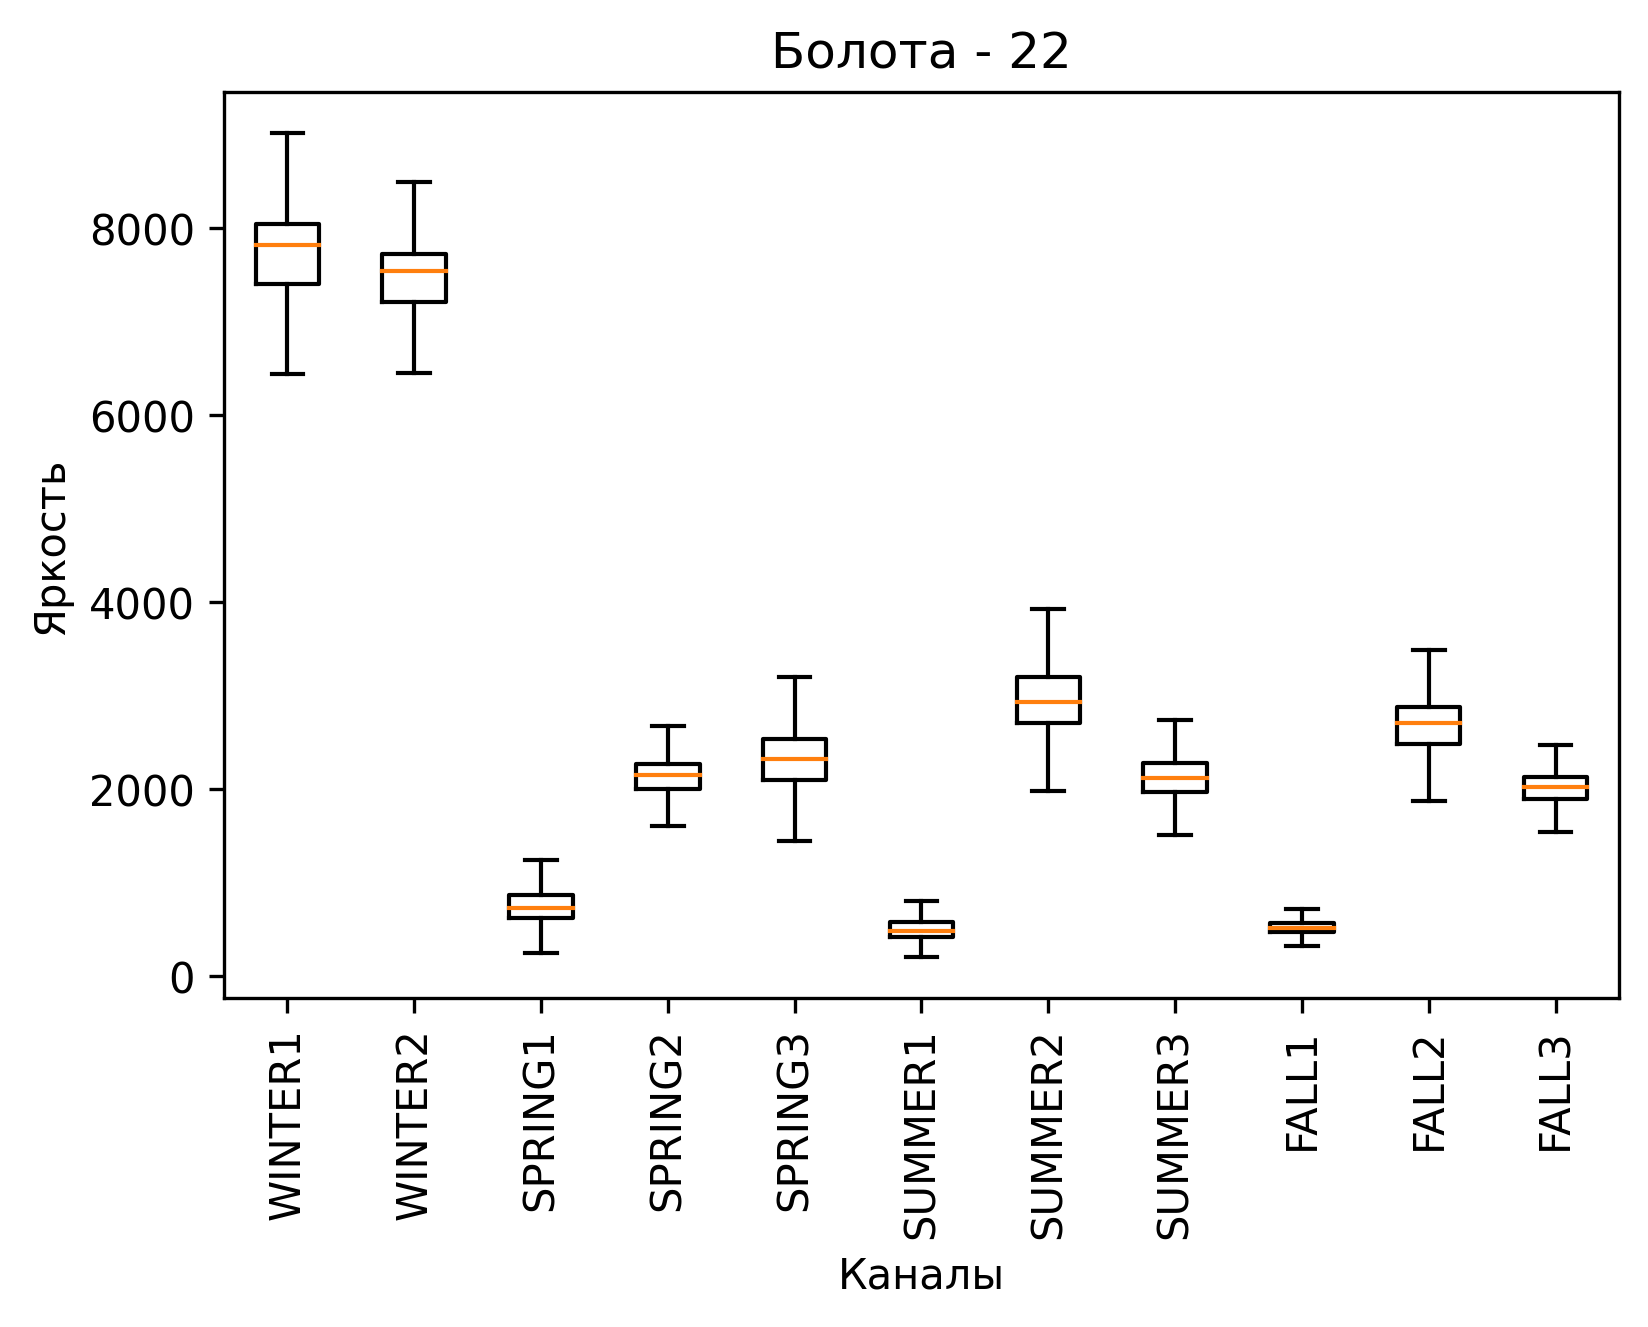 Болота - 22
Яркость
8000
6000
4000
2000
0
WINTER1
WINTER2
SPRING1
SPRING2
SPRING3
SUMMER1
SUMMER2
SUMMER3
FALL1
FALL2
FALL3
Каналы